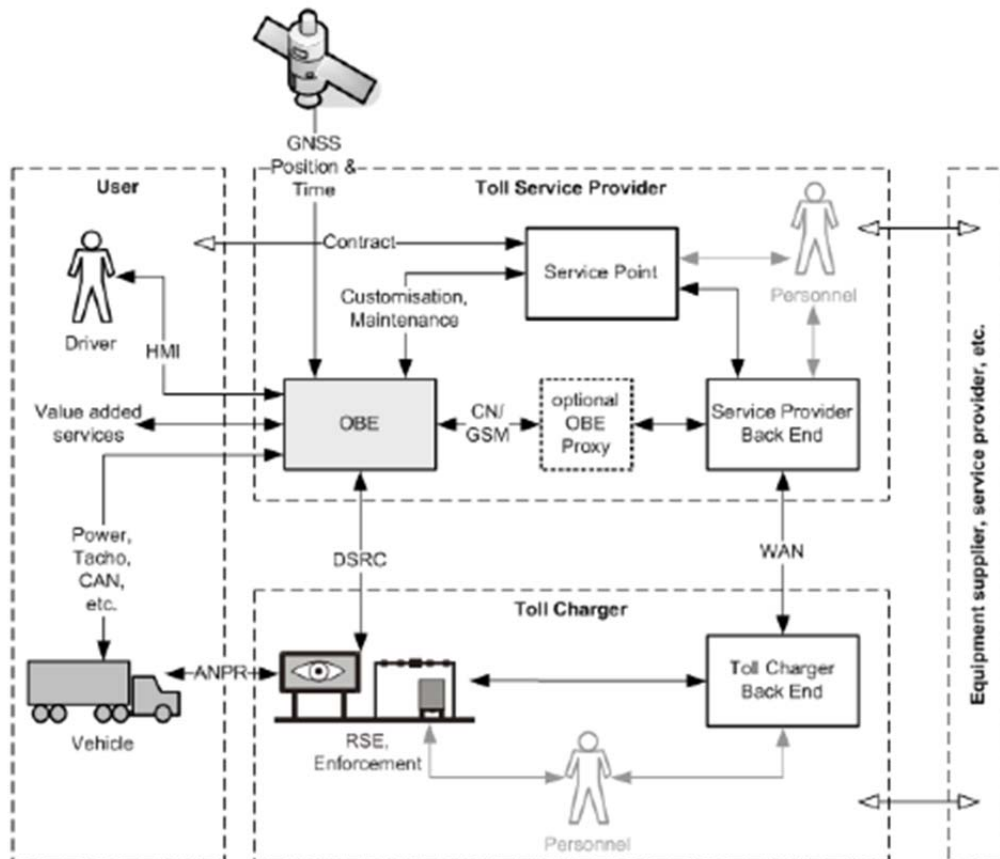 GNSS
Position &
Time
User
Toll Service Provider
Contract
Service Point
Personnel
Customisation,
Maintenance
Driver
HMI
Value added
services
OBE
CN/
GSM
optional
OBE
Proxy
Service Provider
Back End
Power,
Tacho,
CAN,
etc.
DSRC
WAN
Equipment supplier, service provider, etc.
Toll Charger
ANPR
Toll Charger
Back End
Vehicle
RSE,
Enforcement
Personnel